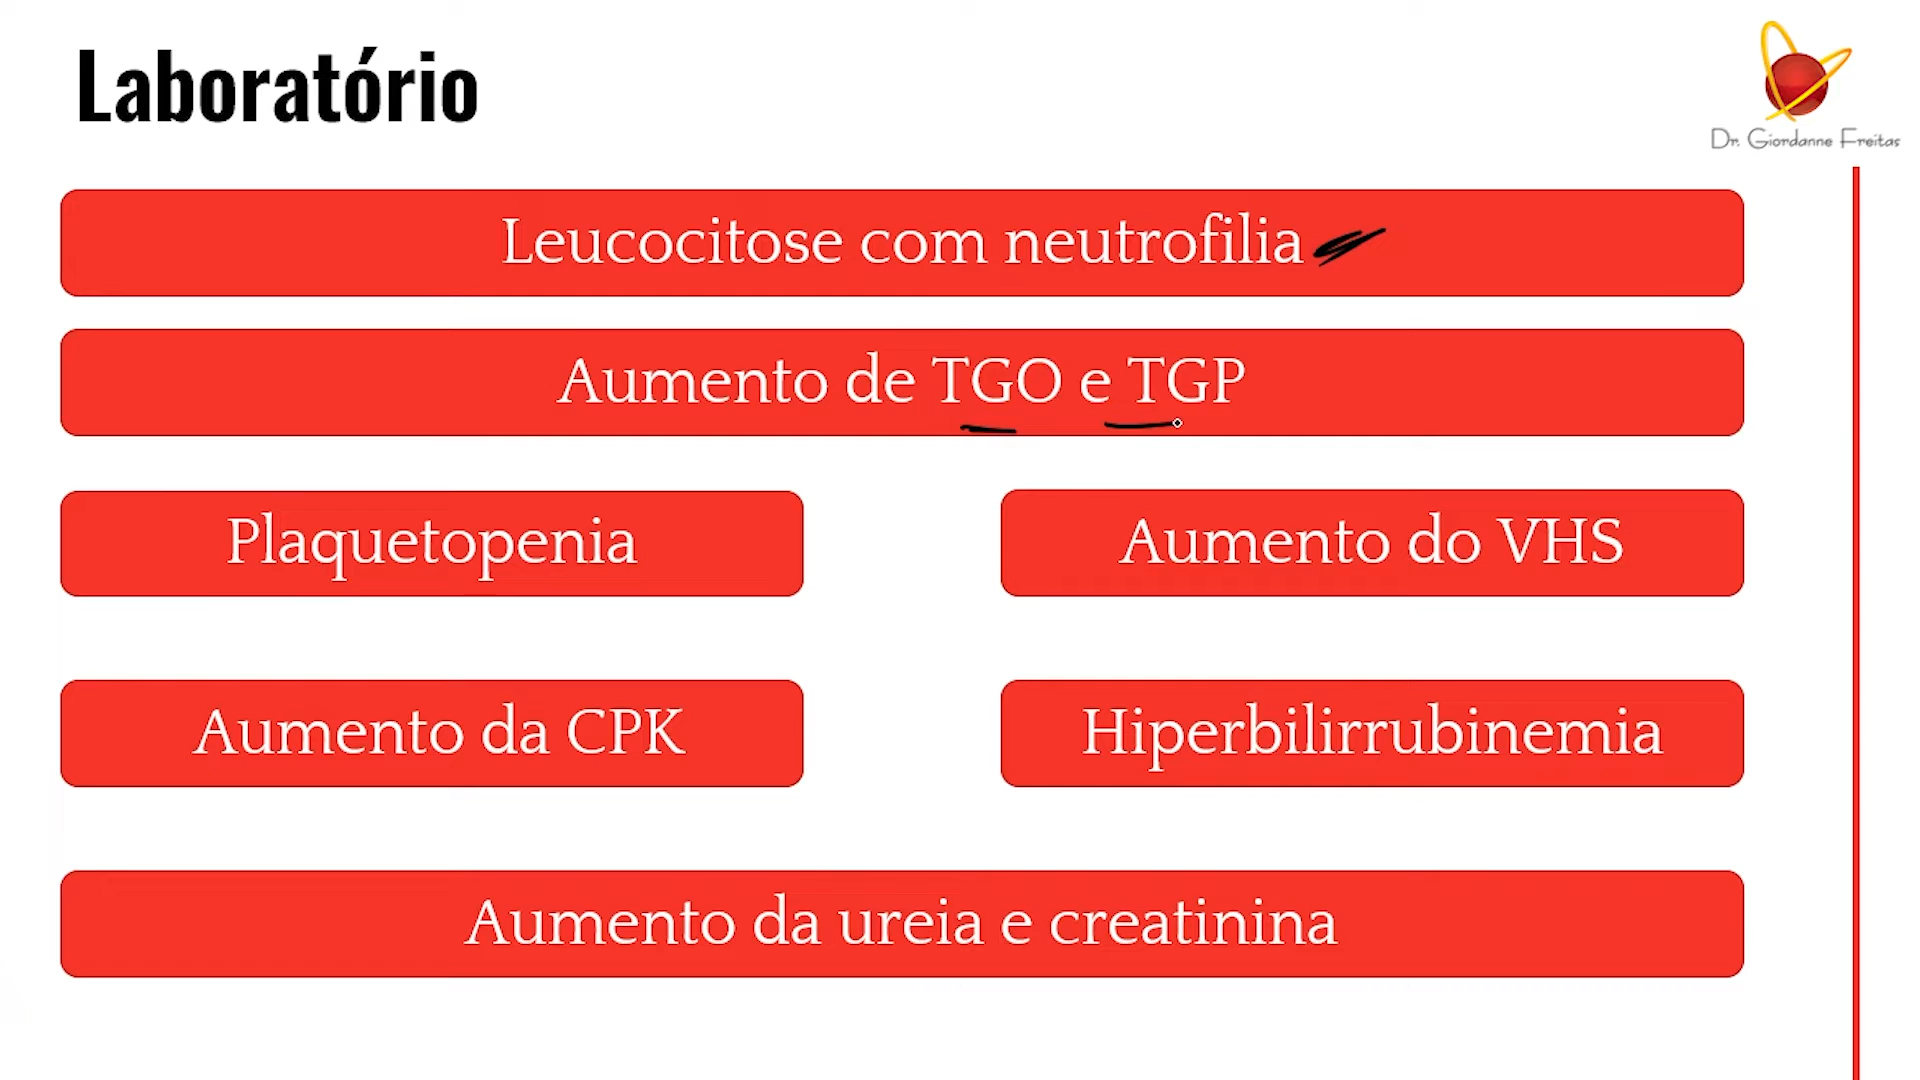 Laboratório
Dr. Giordanne Freitas
Leucocitose com neutrofilia
Aumento de TGO e TGP
Plaquetopenia
Aumento do VHS
Aumento da CPK
Hiperbilirrubinemia
Aumento da ureia e creatinina